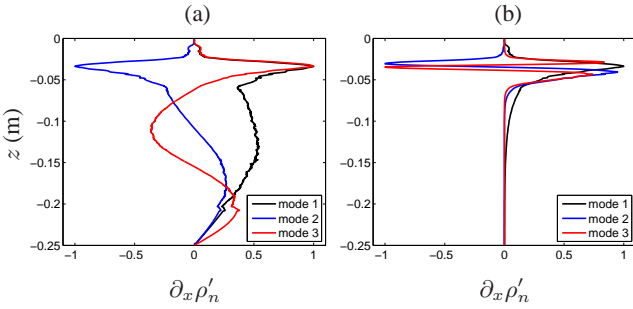 (a) (b)
0 0
−0.05 −0.05
−0.1 −0.1
z (m)
−0.15 −0.15
−0.2 −0.2
−0.25 −0.25
mode 1 mode 1
mode 2 mode 2
mode 3 mode 3
−1 −0.5 0 0.5 1 −1 −0.5 0 0.5 1
∂ₓρ′ₙ ∂ₓρ′ₙ